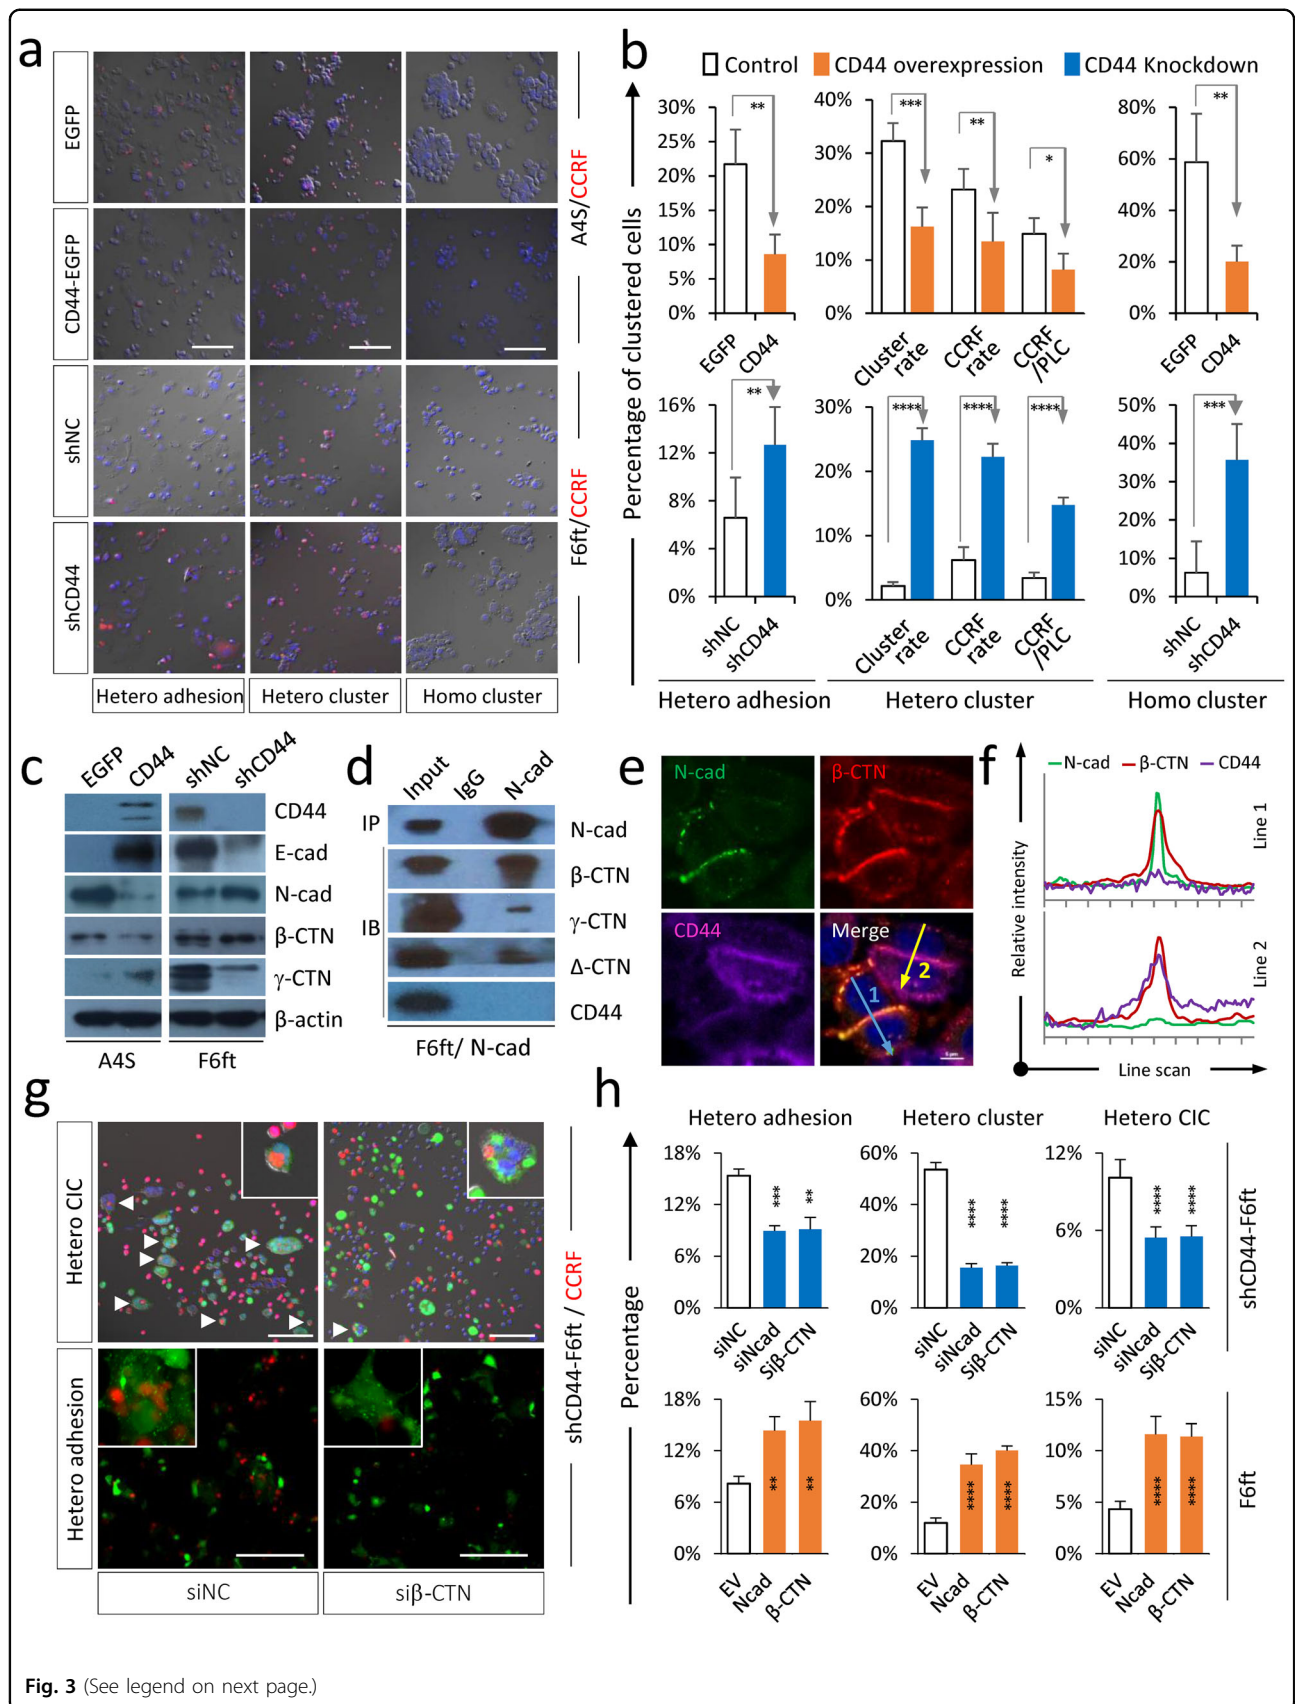 a
EGFP
CD44-EGFP
shNC
shCD44
A4S/CCRF
F6ft/CCRF
Hetero adhesion
Hetero cluster
Homo cluster
b
Control
CD44 overexpression
CD44 Knockdown
Percentage of clustered cells
30%
25%
20%
15%
10%
5%
0%
**
EGFP
CD44
40%
30%
20%
10%
0%
***
**
*
Cluster rate
CCRF rate
CCRF /PLC
80%
60%
40%
20%
0%
**
EGFP
CD44
16%
12%
8%
4%
0%
**
shNC
shCD44
30%
20%
10%
0%
****
****
****
Cluster rate
CCRF rate
CCRF /PLC
50%
40%
30%
20%
10%
0%
***
shNC
shCD44
Hetero adhesion
Hetero cluster
Homo cluster
c
EGFP
CD44
shNC
shCD44
CD44
E-cad
N-cad
β-CTN
γ-CTN
β-actin
A4S
F6ft
d
Input
IgG
N-cad
IP
IB
N-cad
β-CTN
γ-CTN
Δ-CTN
CD44
F6ft/ N-cad
e
N-cad
β-CTN
CD44
Merge
1
2
5 μm
f
N-cad
β-CTN
CD44
Relative intensity
Line 1
Line 2
Line scan
g
Hetero CIC
Hetero adhesion
shCD44-F6ft / CCRF
siNC
siβ-CTN
h
Percentage
Hetero adhesion
Hetero cluster
Hetero CIC
18%
12%
6%
0%
***
**
siNC
siNcad
Siβ-CTN
60%
40%
20%
0%
****
****
siNC
siNcad
Siβ-CTN
12%
6%
0%
****
****
siNC
siNcad
Siβ-CTN
shCD44-F6ft
18%
12%
6%
0%
**
**
EV
Ncad
β-CTN
60%
40%
20%
0%
****
****
EV
Ncad
β-CTN
15%
10%
5%
0%
****
****
EV
Ncad
β-CTN
F6ft
Fig. 3 (See legend on next page.)